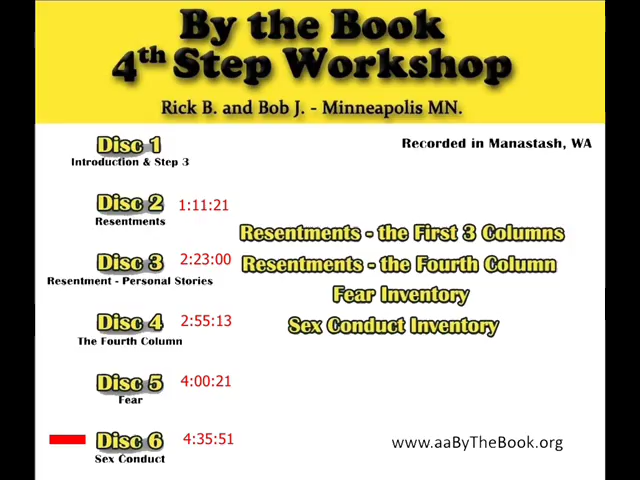 By the Book
4th Step Workshop
Rick B. and Bob J. - Minneapolis MN.
Disc 1
Introduction & Step 3
Recorded in Manastash, WA
Disc 2 1:11:21
Resentments
Disc 3 2:23:00
Resentment - Personal Stories
Disc 4 2:55:13
The Fourth Column
Disc 5 4:00:21
Fear
Disc 6 4:35:51
Sex Conduct
Resentments - the First 3 Columns
Resentments - the Fourth Column
Fear Inventory
Sex Conduct Inventory
www.aaByTheBook.org